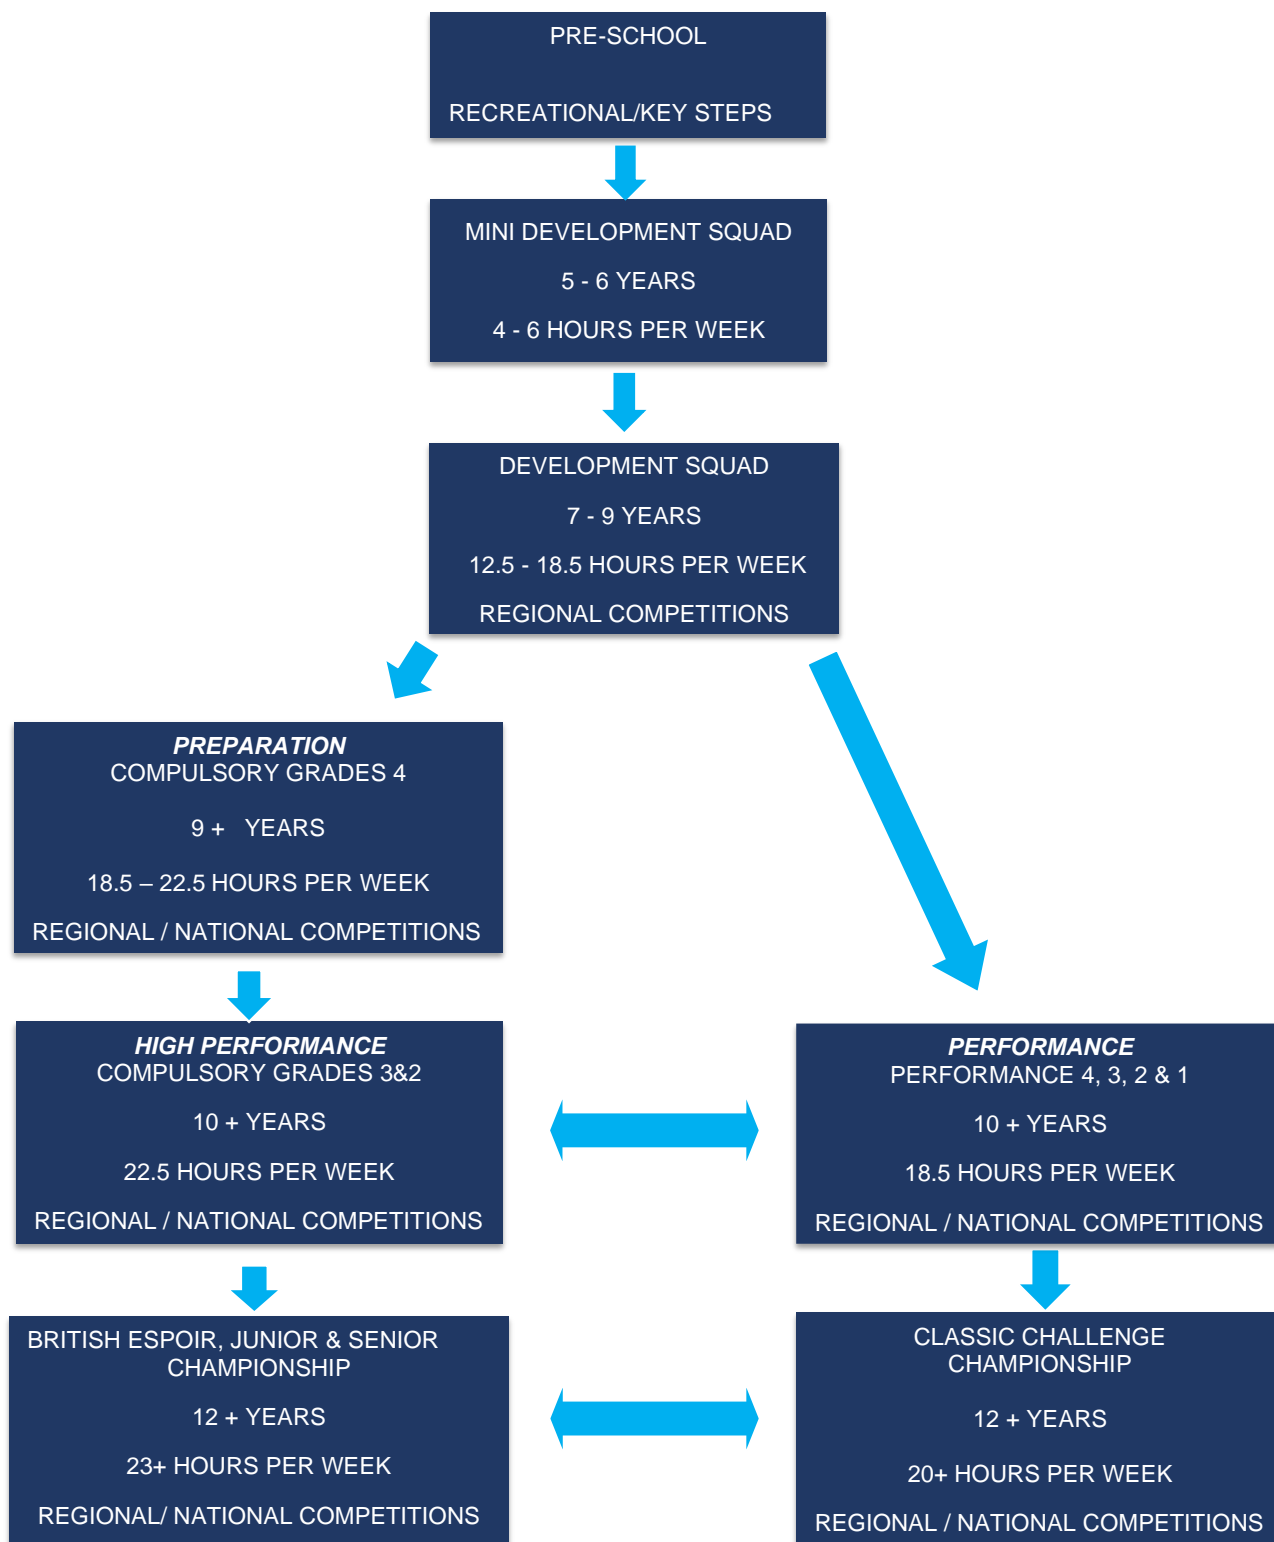 PRE-SCHOOL
RECREATIONAL/KEY STEPS
MINI DEVELOPMENT SQUAD
5 - 6 YEARS
4 - 6 HOURS PER WEEK
DEVELOPMENT SQUAD
7 - 9 YEARS
12.5 - 18.5 HOURS PER WEEK
REGIONAL COMPETITIONS
PREPARATION
COMPULSORY GRADES 4
9 + YEARS
18.5 – 22.5 HOURS PER WEEK
REGIONAL / NATIONAL COMPETITIONS
HIGH PERFORMANCE
COMPULSORY GRADES 3&2
10 + YEARS
22.5 HOURS PER WEEK
REGIONAL / NATIONAL COMPETITIONS
PERFORMANCE
PERFORMANCE 4, 3, 2 & 1
10 + YEARS
18.5 HOURS PER WEEK
REGIONAL / NATIONAL COMPETITIONS
BRITISH ESPOIR, JUNIOR & SENIOR
CHAMPIONSHIP
12 + YEARS
23+ HOURS PER WEEK
REGIONAL/ NATIONAL COMPETITIONS
CLASSIC CHALLENGE
CHAMPIONSHIP
12 + YEARS
20+ HOURS PER WEEK
REGIONAL / NATIONAL COMPETITIONS